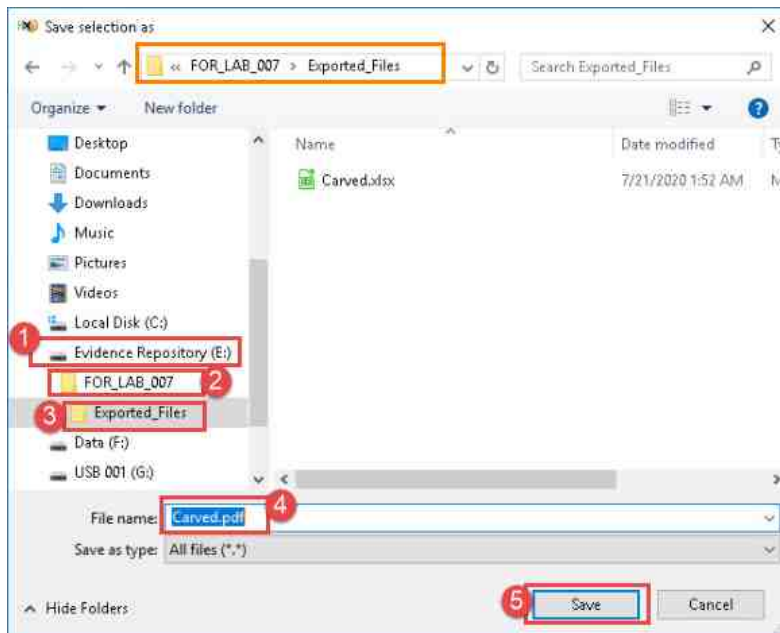 Save selection as
« FOR_LAB_007 > Exported_Files
Search Exported_Files
Organize
New folder
Name
Date modified
Desktop
Documents
Downloads
Music
Pictures
Videos
Local Disk (C:)
Evidence Repository (E:)
FOR_LAB_007
Exported_Files
Data (F:)
USB 001 (G:)
Carved.xlsx
7/21/2020 1:52 AM
1
2
3
File name: Carved.pdf
4
Save as type: All files (*.*)
Hide Folders
5
Save
Cancel